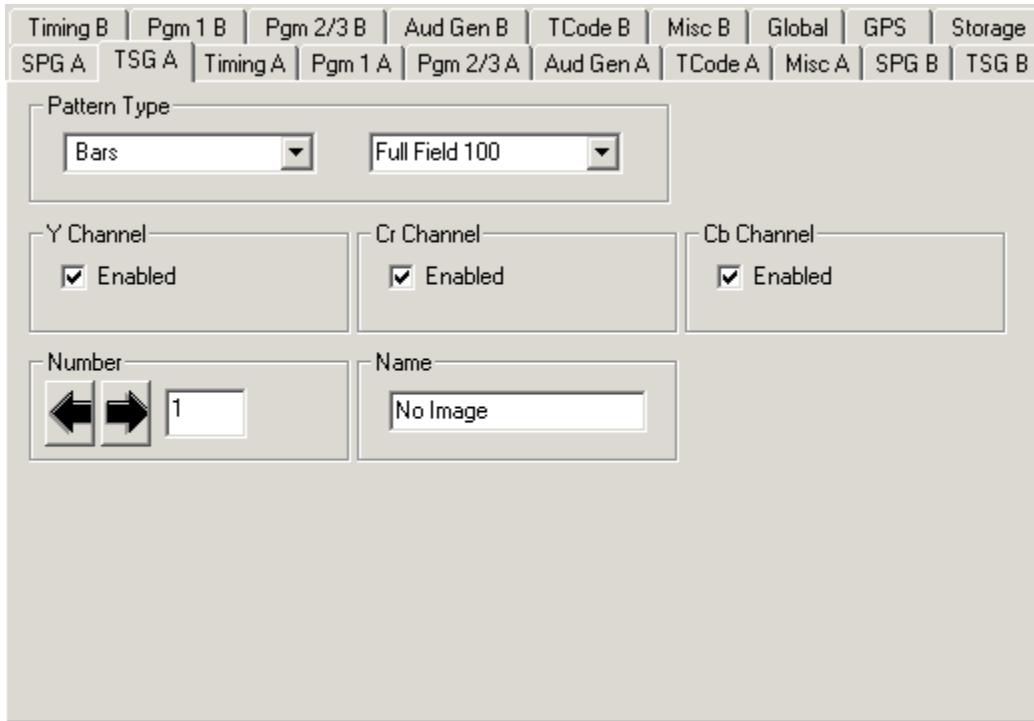 Timing B Pgm 1 B Pgm 2/3 B Aud Gen B TCode B Misc B Global GPS Storage
SPG A TSG A Timing A Pgm 1 A Pgm 2/3 A Aud Gen A TCode A Misc A SPG B TSG B
Pattern Type
Bars Full Field 100
Y Channel Cr Channel Cb Channel
Enabled Enabled Enabled
Number Name
1 No Image